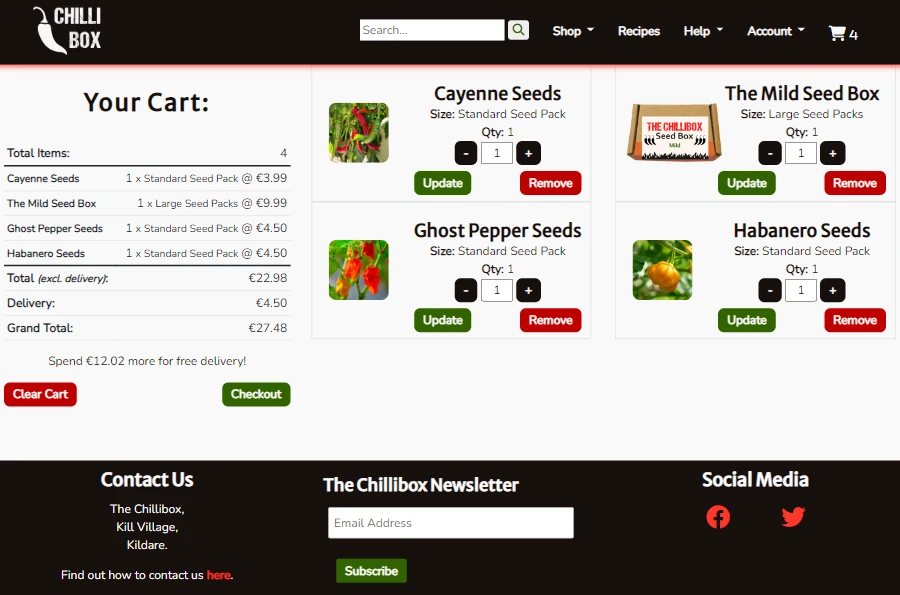 CHILLI
BOX
Search...
Shop
Recipes
Help
Account
4
Your Cart:
Total Items: 4
Cayenne Seeds 1 x Standard Seed Pack @ €3.99
The Mild Seed Box 1 x Large Seed Packs @ €9.99
Ghost Pepper Seeds 1 x Standard Seed Pack @ €4.50
Habanero Seeds 1 x Standard Seed Pack @ €4.50
Total (excl. delivery): €22.98
Delivery: €4.50
Grand Total: €27.48
Spend €12.02 more for free delivery!
Clear Cart
Checkout
Cayenne Seeds
Size: Standard Seed Pack
Qty: 1
- 1 +
Update
Remove
The Mild Seed Box
Size: Large Seed Packs
Qty: 1
- 1 +
Update
Remove
THE CHILLIBOX
Seed Box
Mild
Ghost Pepper Seeds
Size: Standard Seed Pack
Qty: 1
- 1 +
Update
Remove
Habanero Seeds
Size: Standard Seed Pack
Qty: 1
- 1 +
Update
Remove
Contact Us
The Chillibox,
Kill Village,
Kildare.
Find out how to contact us here.
The Chillibox Newsletter
Email Address
Subscribe
Social Media